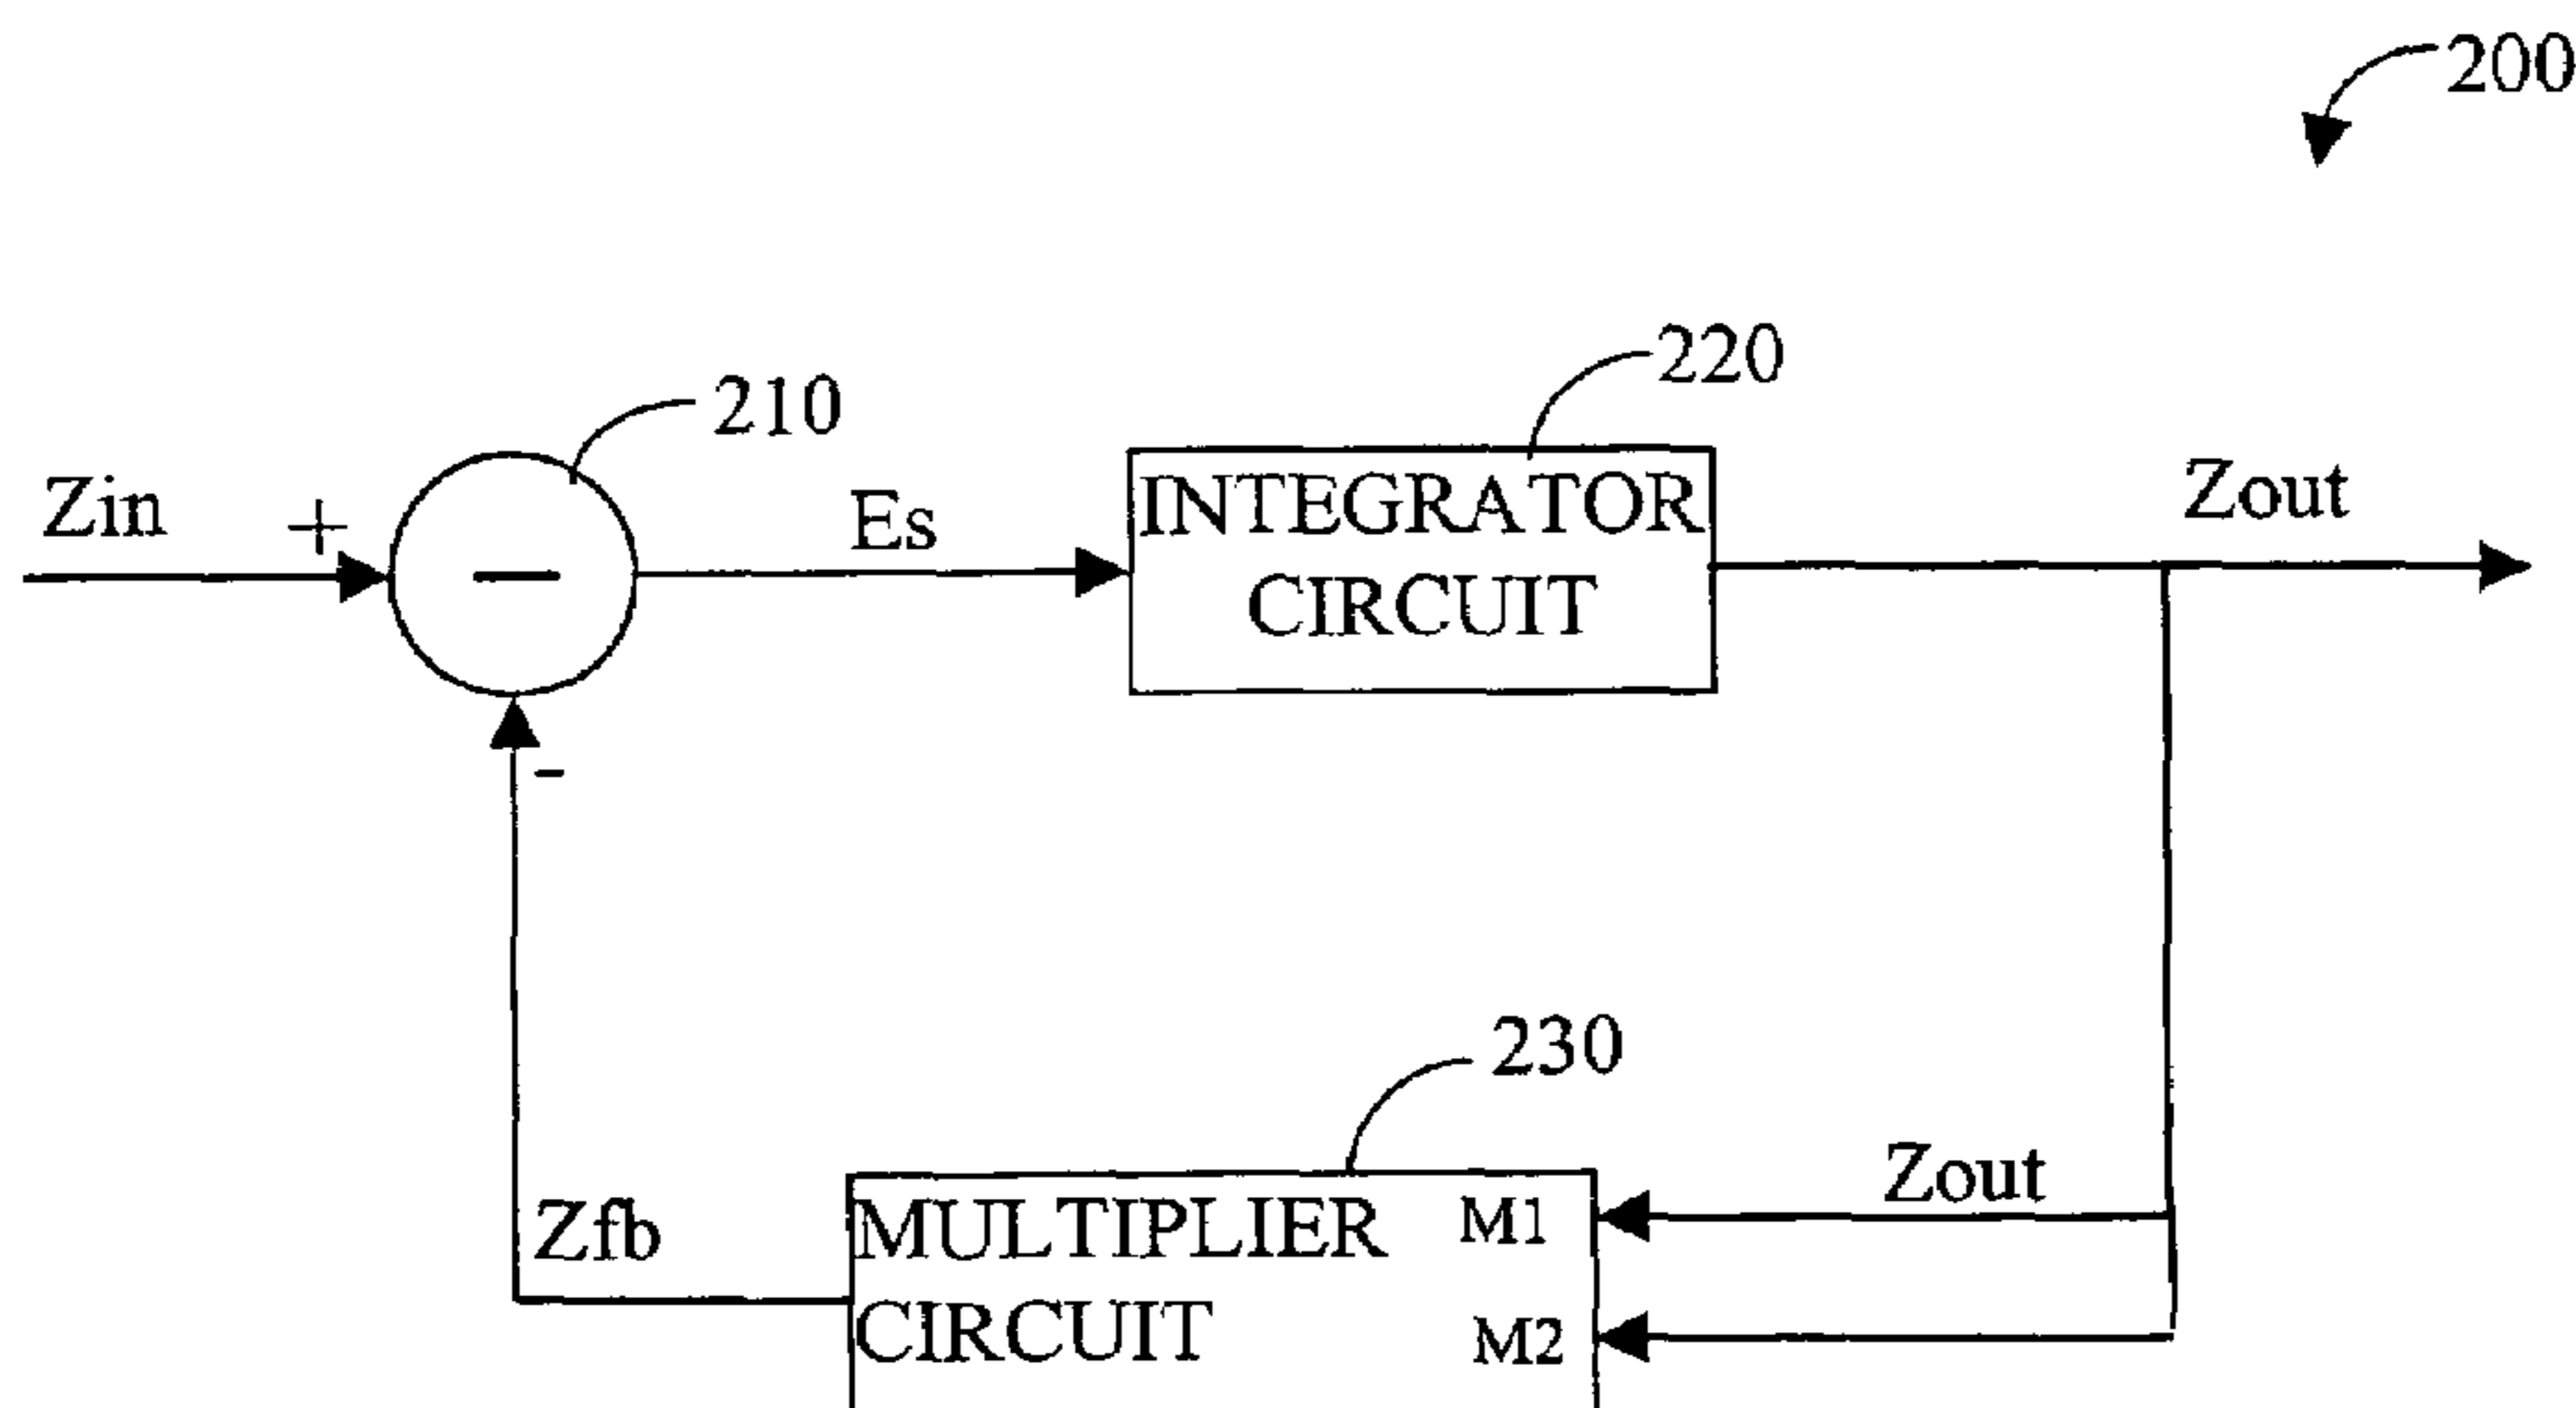 200
220
210
Zin
+
Es
INTEGRATOR
CIRCUIT
Zout
-
-
230
Zfb
MULTIPLIER
CIRCUIT
M1
M2
Zout